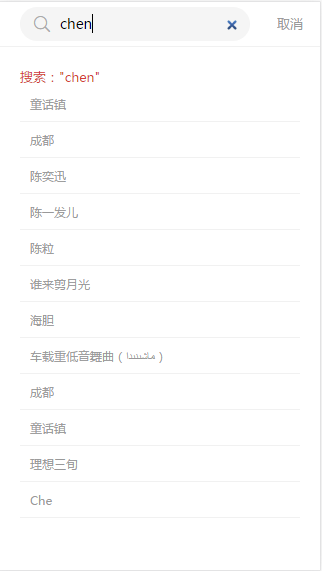 chen
取消
搜索："chen"
童话镇
成都
陈奕迅
陈一发儿
陈粒
谁来剪月光
海胆
车载重低音舞曲（ماشىنىدا）
成都
童话镇
理想三旬
Che